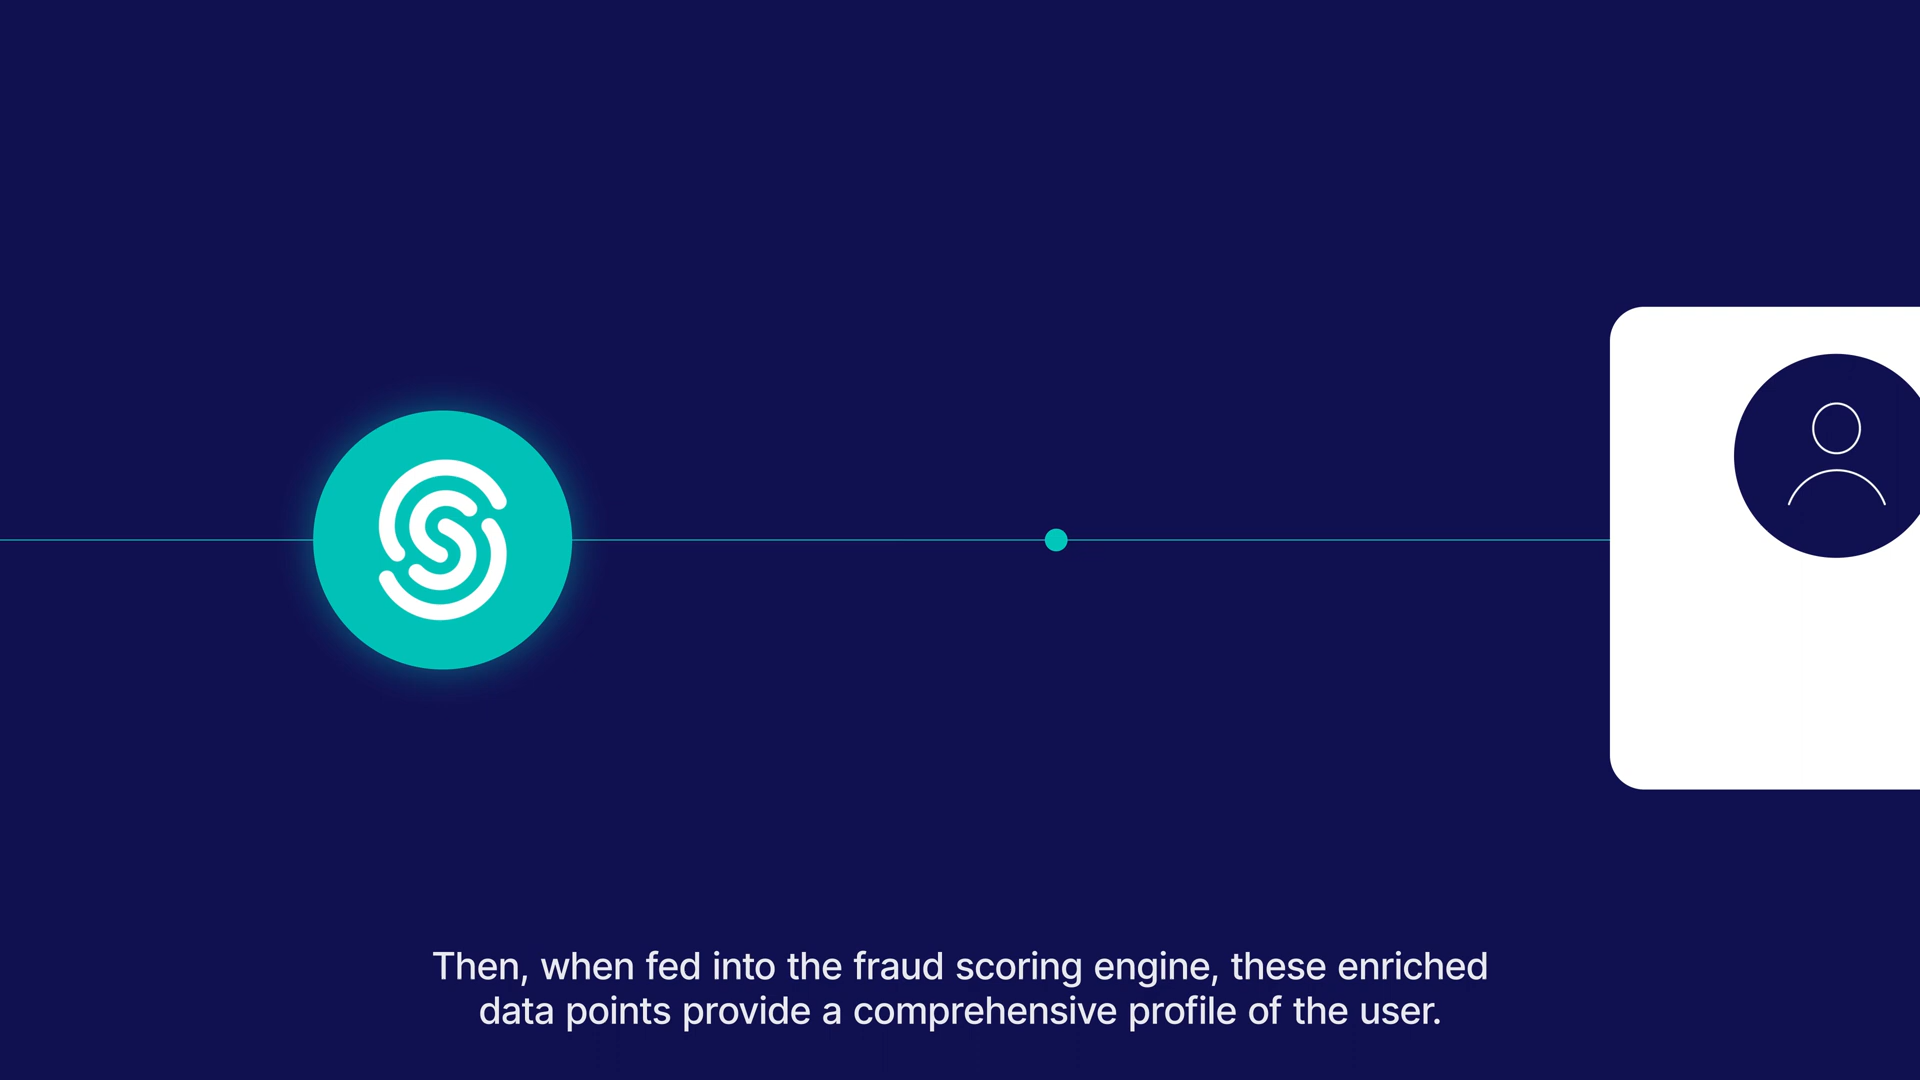 Then, when fed into the fraud scoring engine, these enriched
data points provide a comprehensive profile of the user.